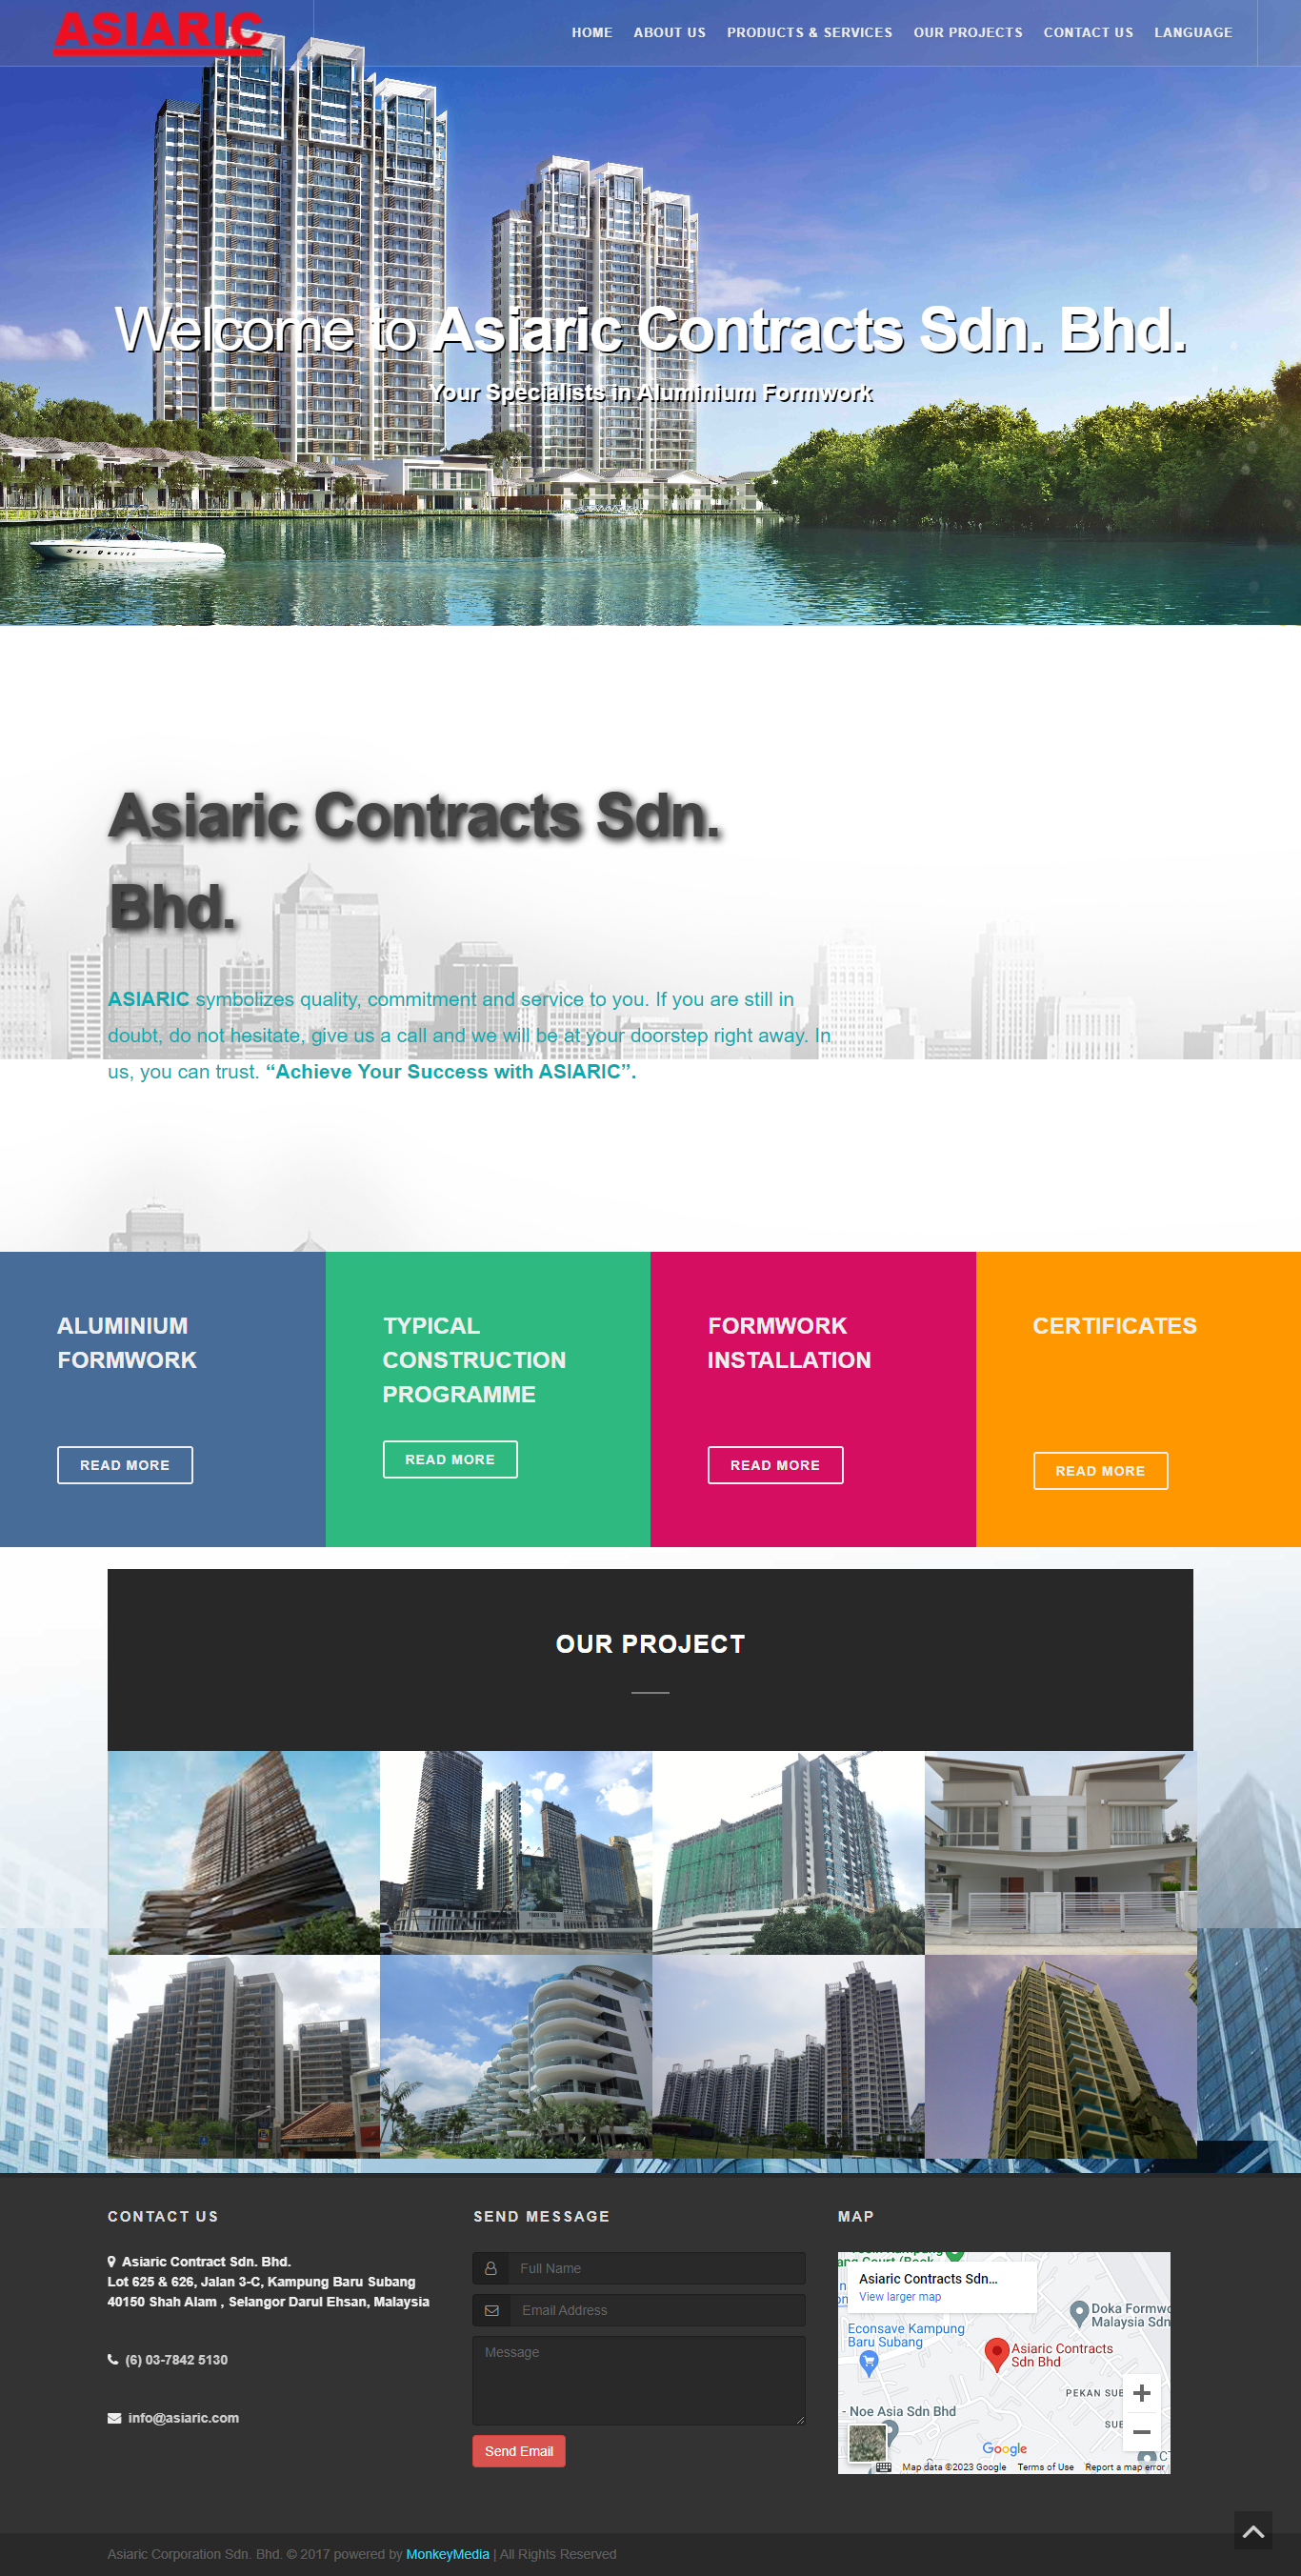 ASIARIC
HOME ABOUT US PRODUCTS & SERVICES OUR PROJECTS CONTACT US LANGUAGE
Welcome to Asiaric Contracts Sdn. Bhd.
Your Specialists in Aluminium Formwork
Asiaric Contracts Sdn.
Bhd.
ASIARIC symbolizes quality, commitment and service to you. If you are still in
doubt, do not hesitate, give us a call and we will be at your doorstep right away. In
us, you can trust. “Achieve Your Success with ASIARIC”.
ALUMINIUM
FORMWORK
READ MORE
TYPICAL
CONSTRUCTION
PROGRAMME
READ MORE
FORMWORK
INSTALLATION
READ MORE
CERTIFICATES
READ MORE
OUR PROJECT
CONTACT US
Asiaric Contract Sdn. Bhd.
Lot 625 & 626, Jalan 3-C, Kampung Baru Subang
40150 Shah Alam , Selangor Darul Ehsan, Malaysia
(6) 03-7842 5130
info@asiaric.com
SEND MESSAGE
Full Name
Email Address
Message
Send Email
MAP
Asiaric Contracts Sdn...
View larger map
Doka Formwo
Malaysia Sdn
Econsave Kampung
Baru Subang
Asiaric Contracts
Sdn Bhd
PEKAN SUB
- Noe Asia Sdn Bhd
SUB
Google
Map data ©2023 Google Terms of Use Report a map error
Asiaric Corporation Sdn. Bhd. © 2017 powered by MonkeyMedia | All Rights Reserved